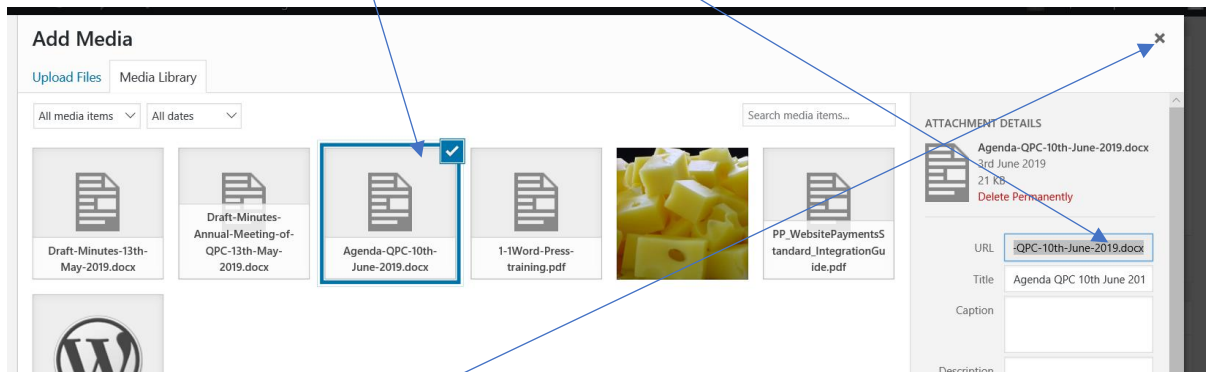 Add Media
Upload Files
Media Library
All media items
All dates
Search media items...
Draft-Minutes-13th-
May-2019.docx
Draft-Minutes-
Annual-Meeting-of-
QPC-13th-May-
2019.docx
Agenda-QPC-10th-
June-2019.docx
1-1Word-Press-
training.pdf
PP_WebsitePaymentsS
tandard_IntegrationGu
ide.pdf
ATTACHMENT DETAILS
Agenda-QPC-10th-June-2019.docx
3rd June 2019
21 KB
Delete Permanently
URL
-QPC-10th-June-2019.docx
Title
Agenda QPC 10th June 201
Caption
Description